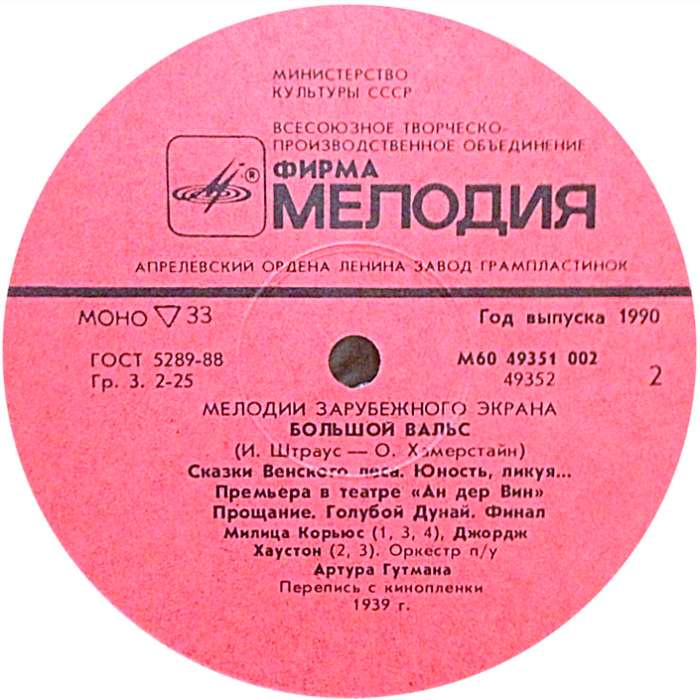 МИНИСТЕРСТВО
КУЛЬТУРЫ СССР
ВСЕСОЮЗНОЕ ТВОРЧЕСКО-
ПРОИЗВОДСТВЕННОЕ ОБЪЕДИНЕНИЕ
®
ФИРМА
МЕЛОДИЯ
АПРЕЛЕВСКИЙ ОРДЕНА ЛЕНИНА ЗАВОД ГРАМПЛАСТИНОК
МОНО ▽ 33 Год выпуска 1990
ГОСТ 5289-88 М60 49351 002
Гр. 3. 2-25 49352 2
МЕЛОДИИ ЗАРУБЕЖНОГО ЭКРАНА
БОЛЬШОЙ ВАЛЬС
(И. Штраус — О. Хамерстайн)
Сказки Венского леса. Юность, ликуя...
Премьера в театре «Ан дер Вин»
Прощание. Голубой Дунай. Финал
Милица Корьюс (1, 3, 4), Джордж
Хаустон (2, 3). Оркестр п/у
Артура Гутмана
Перепись с кинопленки
1939 г.